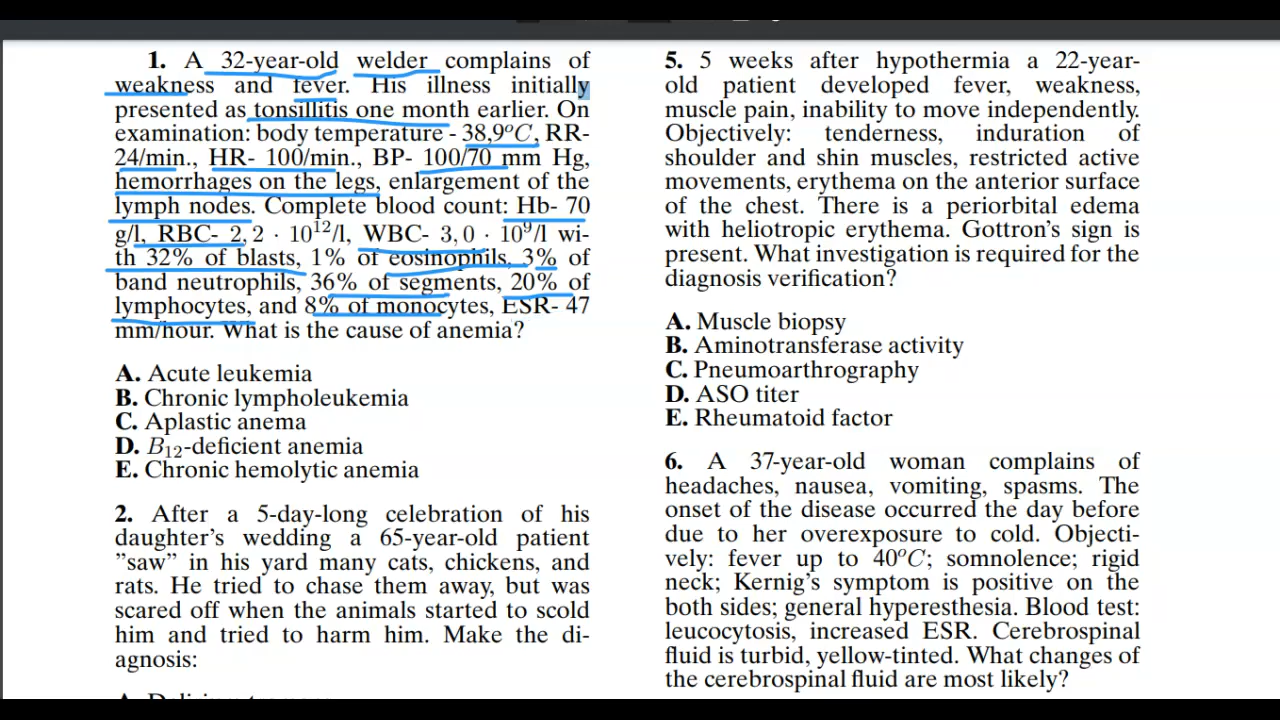 1. A 32-year-old welder complains of
weakness and fever. His illness initially
presented as tonsillitis one month earlier. On
examination: body temperature - 38,9°C, RR-
24/min., HR- 100/min., BP- 100/70 mm Hg,
hemorrhages on the legs, enlargement of the
lymph nodes. Complete blood count: Hb- 70
g/l, RBC- 2,2 · 10¹²/l, WBC- 3,0 · 10⁹/l wi-
th 32% of blasts, 1% of eosinophils, 3% of
band neutrophils, 36% of segments, 20% of
lymphocytes, and 8% of monocytes, ESR- 47
mm/hour. What is the cause of anemia?
A. Acute leukemia
B. Chronic lympholeukemia
C. Aplastic anema
D. B₁₂-deficient anemia
E. Chronic hemolytic anemia
2. After a 5-day-long celebration of his
daughter's wedding a 65-year-old patient
"saw" in his yard many cats, chickens, and
rats. He tried to chase them away, but was
scared off when the animals started to scold
him and tried to harm him. Make the di-
agnosis:
5. 5 weeks after hypothermia a 22-year-
old patient developed fever, weakness,
muscle pain, inability to move independently.
Objectively: tenderness, induration of
shoulder and shin muscles, restricted active
movements, erythema on the anterior surface
of the chest. There is a periorbital edema
with heliotropic erythema. Gottron's sign is
present. What investigation is required for the
diagnosis verification?
A. Muscle biopsy
B. Aminotransferase activity
C. Pneumoarthrography
D. ASO titer
E. Rheumatoid factor
6. A 37-year-old woman complains of
headaches, nausea, vomiting, spasms. The
onset of the disease occurred the day before
due to her overexposure to cold. Objecti-
vely: fever up to 40°C; somnolence; rigid
neck; Kernig's symptom is positive on the
both sides; general hyperesthesia. Blood test:
leucocytosis, increased ESR. Cerebrospinal
fluid is turbid, yellow-tinted. What changes of
the cerebrospinal fluid are most likely?